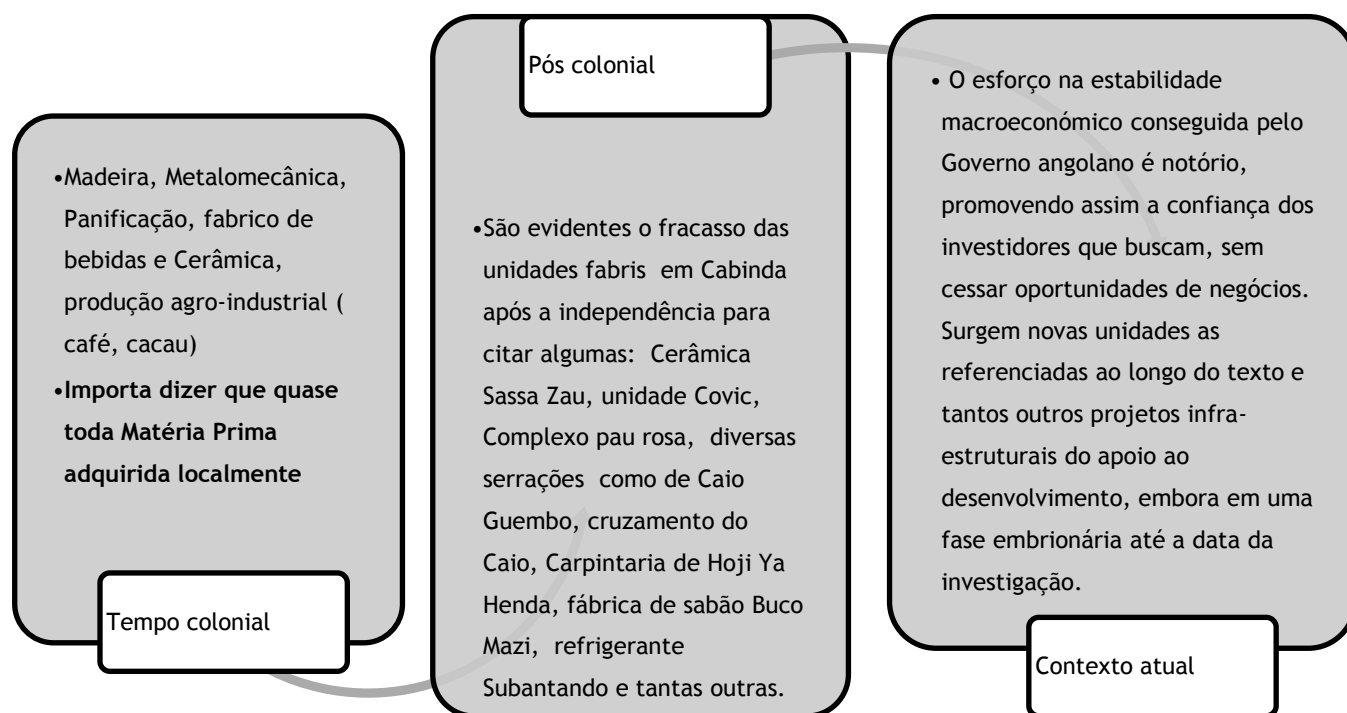 •Madeira, Metalomecânica,
Panificação, fabrico de
bebidas e Cerâmica,
produção agro-industrial (
café, cacau)
•Importa dizer que quase
toda Matéria Prima
adquirida localmente
Tempo colonial
Pós colonial
•São evidentes o fracasso das
unidades fabris em Cabinda
após a independência para
citar algumas: Cerâmica
Sassa Zau, unidade Covic,
Complexo pau rosa, diversas
serrações como de Caio
Guembo, cruzamento do
Caio, Carpintaria de Hoji Ya
Henda, fábrica de sabão Buco
Mazi, refrigerante
Subantando e tantas outras.
• O esforço na estabilidade
macroeconómico conseguida pelo
Governo angolano é notório,
promovendo assim a confiança dos
investidores que buscam, sem
cessar oportunidades de negócios.
Surgem novas unidades as
referenciadas ao longo do texto e
tantos outros projetos infra-
estruturais do apoio ao
desenvolvimento, embora em uma
fase embrionária até a data da
investigação.
Contexto atual